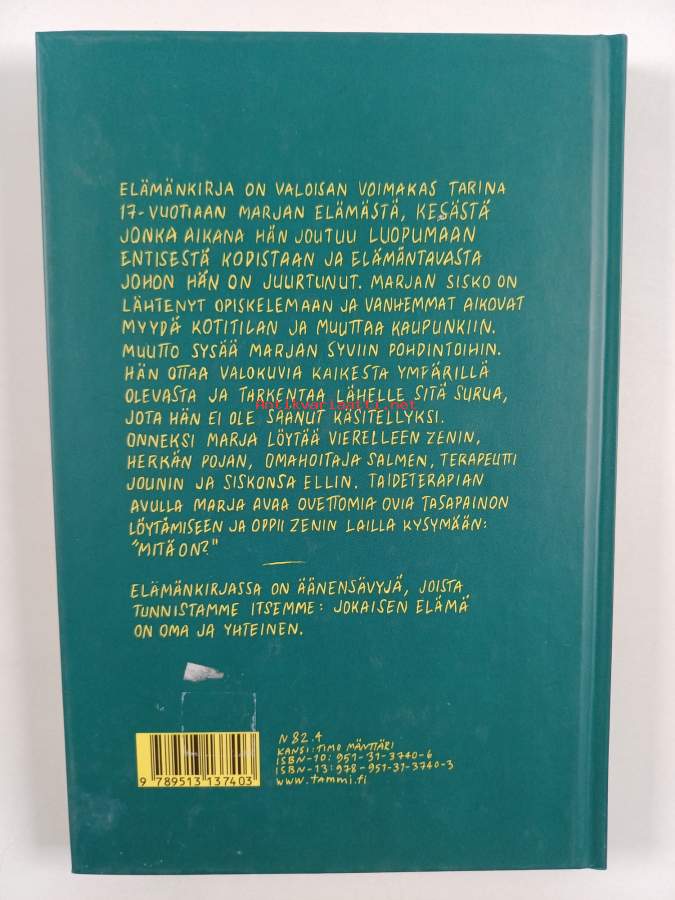 ELÄMÄNKIRJA ON VALOISAN VOIMAKAS TARINA
17-VUOTIAAN MARJAN ELÄMÄSTÄ, KESÄSTÄ
JONKA AIKANA HÄN JOUTUU LUOPUMAAN
ENTISESTÄ KODISTAAN JA ELÄMÄNTAVASTA
JOHON HÄN ON JUURTUNUT. MARJAN SISKO ON
LÄHTENYT OPISKELEMAAN JA VANHEMMAT AIKOVAT
MYYDÄ KOTITILAN JA MUUTTAA KAUPUNKIIN.
MUUTTO SYSÄÄ MARJAN SYVIIN POHDINTOIHIN.
HÄN OTTAA VALOKUVIA KAIKESTA YMPÄRILLÄ
OLEVASTA JA TARKENTAA LÄHELLE SITÄ SURUA,
Antikvariaatti.net
JOTA HÄN EI OLE SAANUT KÄSITELLYKSI.
ONNEKSI MARJA LÖYTÄÄ VIERELLEEN ZENIN,
HERKÄN POJAN, OMAHOITAJA SALMEN, TERAPEUTTI
JOUNIN JA SISKONSA ELLIN. TAIDETERAPIAN
AVULLA MARJA AVAA OVETTOMIA OVIA TASAPAINON
LÖYTÄMISEEN JA OPPII ZENIN LAILLA KYSYMÄÄN:
"MITÄ ON?"
ELÄMÄNKIRJASSA ON ÄÄNENSÄVYJÄ, JOISTA
TUNNISTAMME ITSEMME: JOKAISEN ELÄMÄ
ON OMA JA YHTEINEN.
N 82.4
KANSI: TIMO MÄNTTÄRI
ISBN-10: 951-31-3740-6
ISBN-13: 978-951-31-3740-3
www.tammi.fi
9 789513 137403